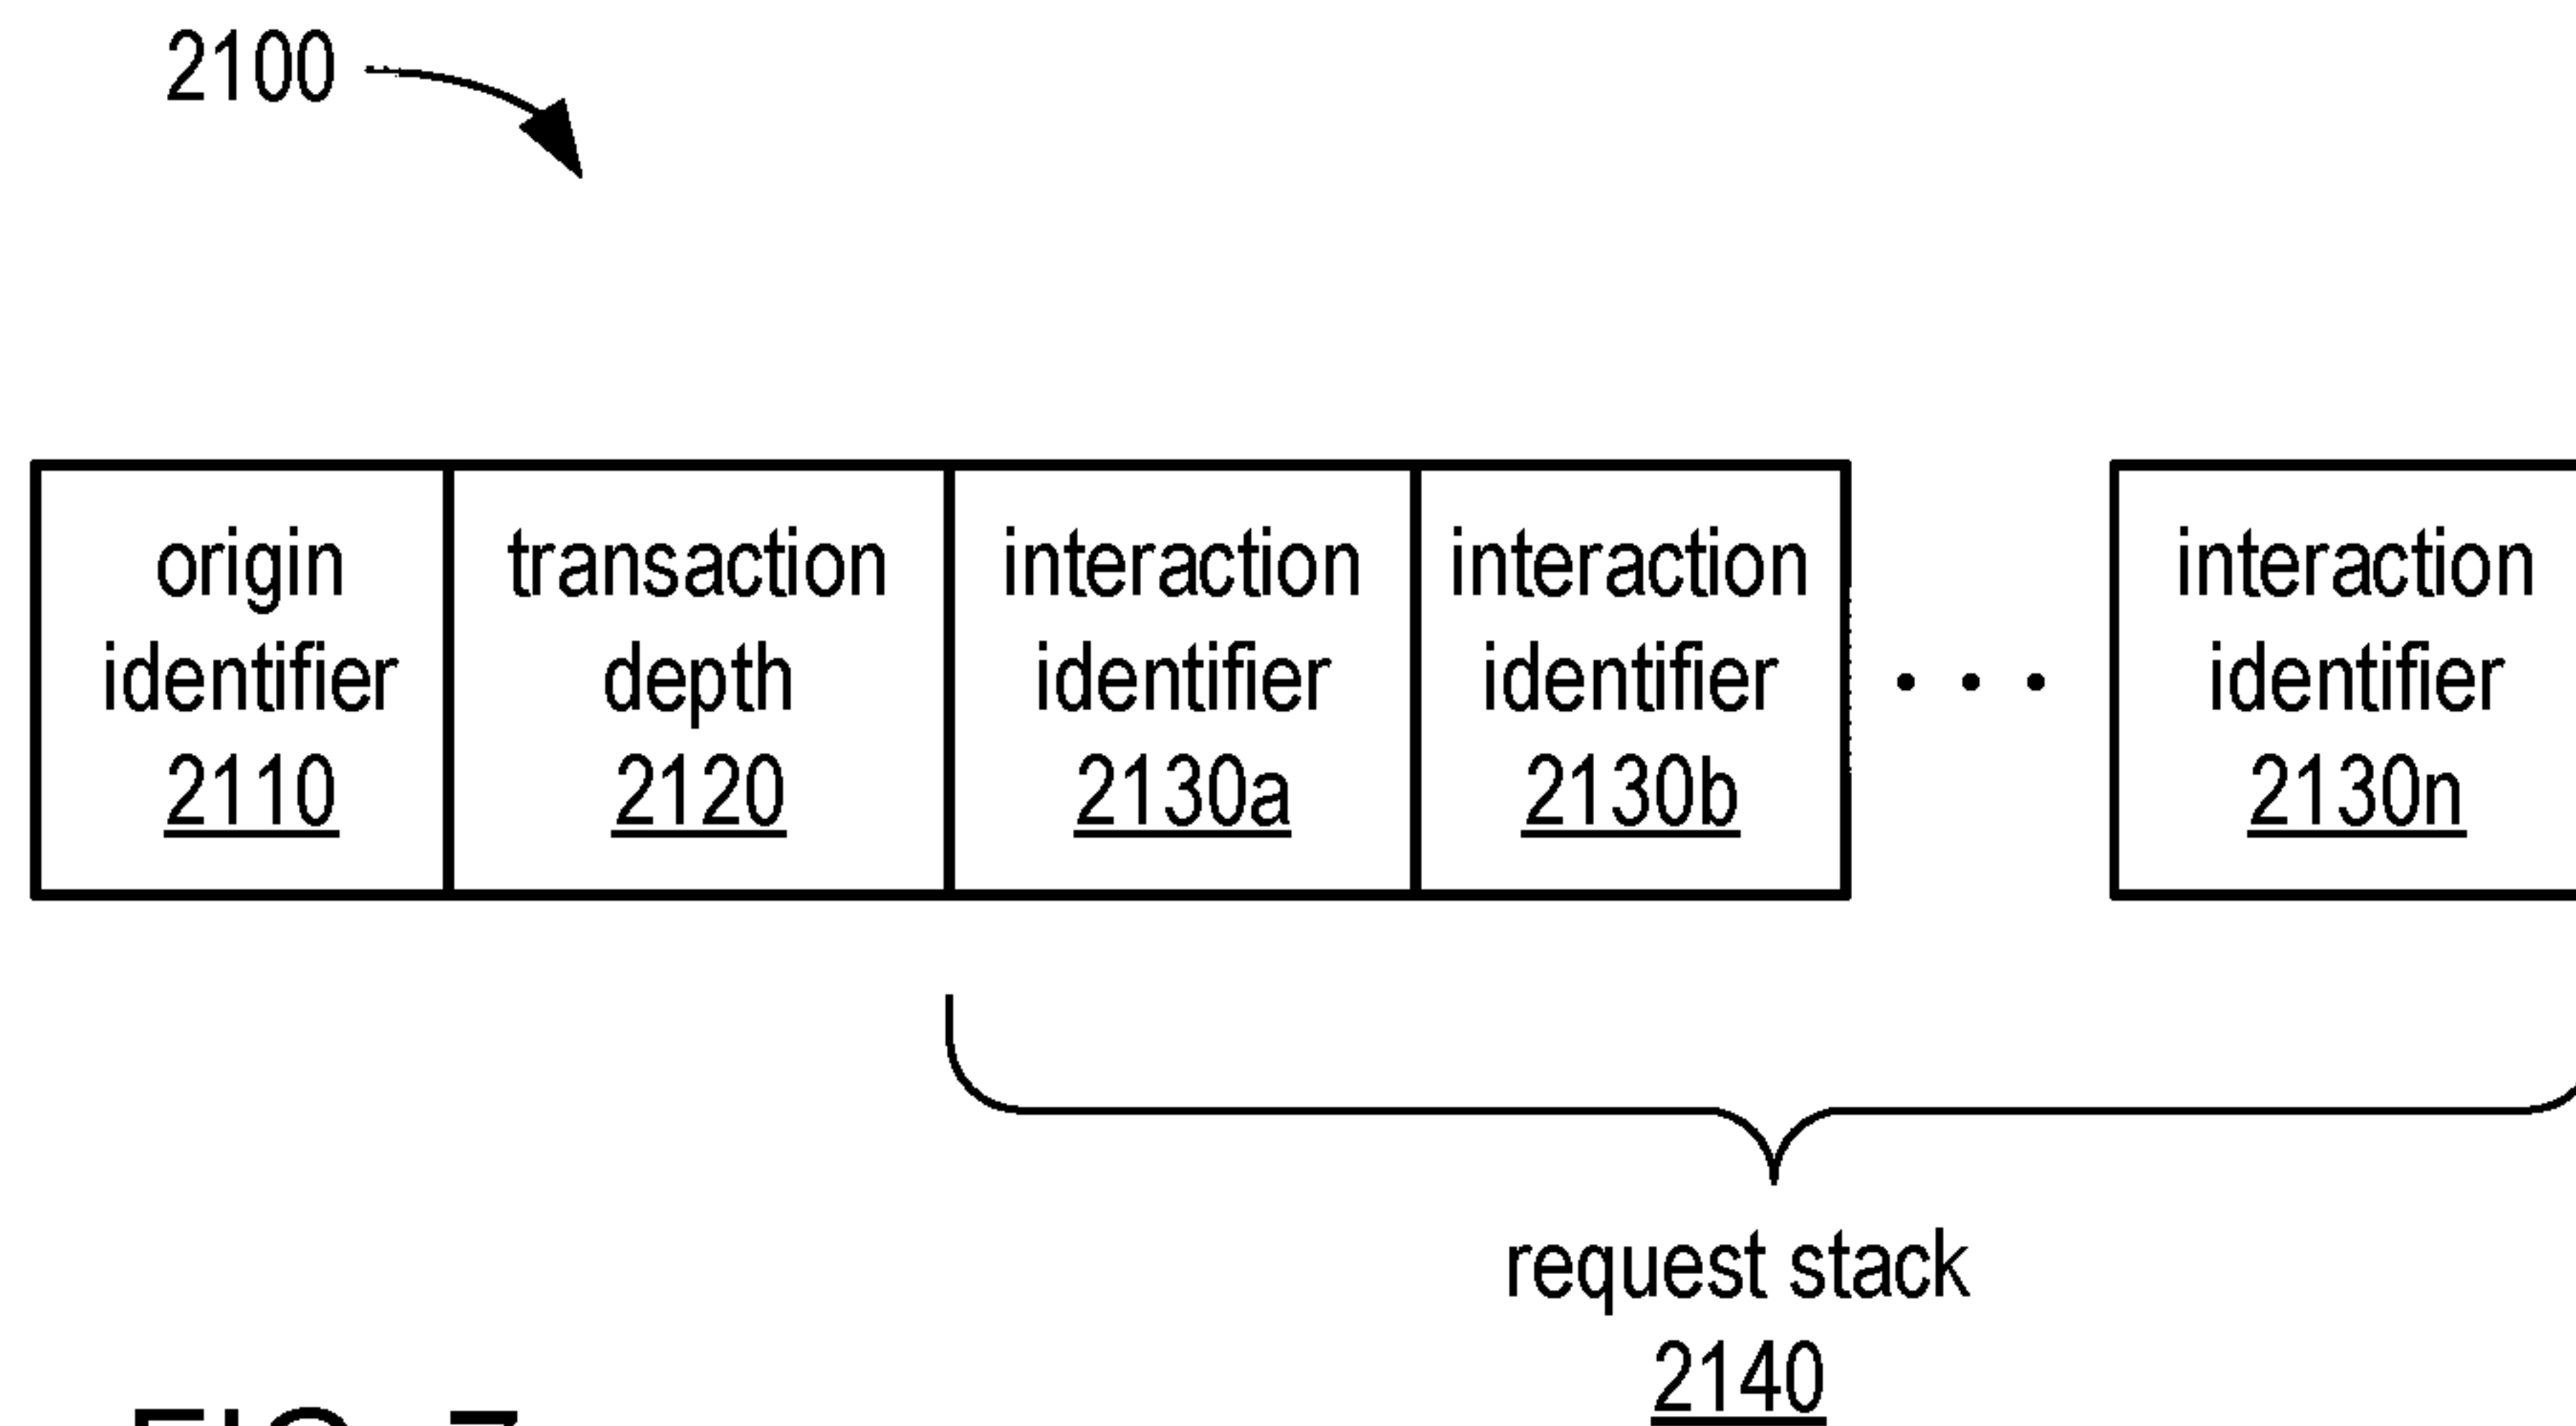 2100
origin
identifier
2110
transaction
depth
2120
interaction
identifier
2130a
interaction
identifier
2130b
. . .
interaction
identifier
2130n
request stack
2140